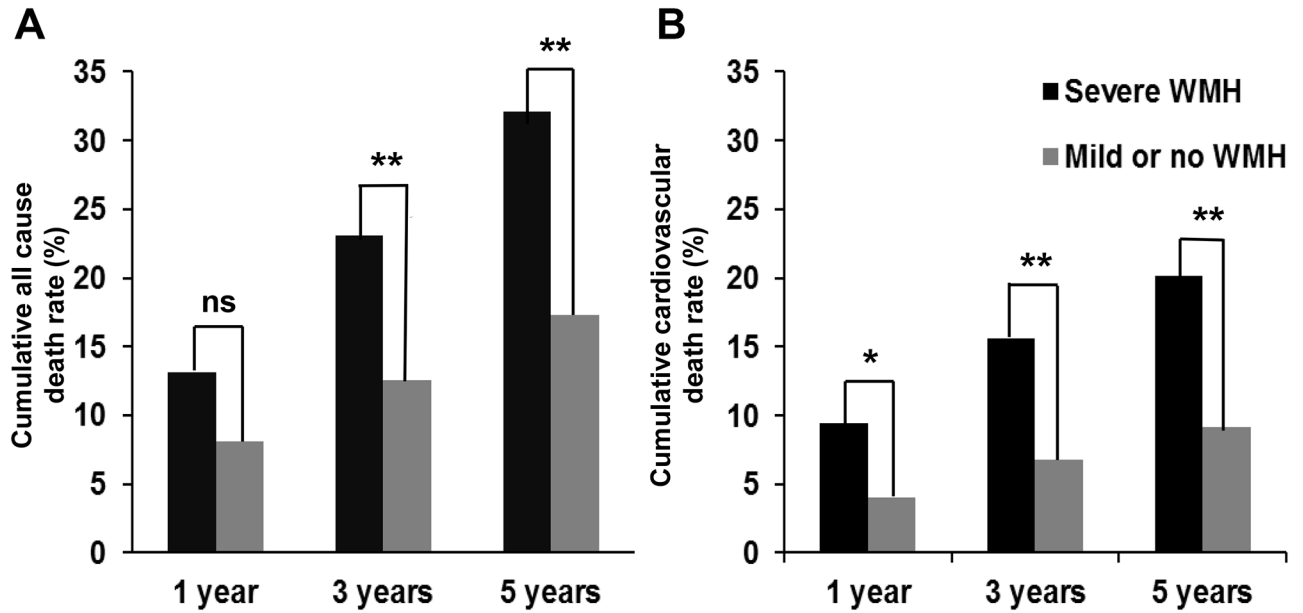 A
Cumulative all cause
death rate (%)
35
30
25
20
15
10
5
0
ns
**
**
1 year
3 years
5 years
B
Cumulative cardiovascular
death rate (%)
35
30
25
20
15
10
5
0
Severe WMH
Mild or no WMH
*
**
**
1 year
3 years
5 years